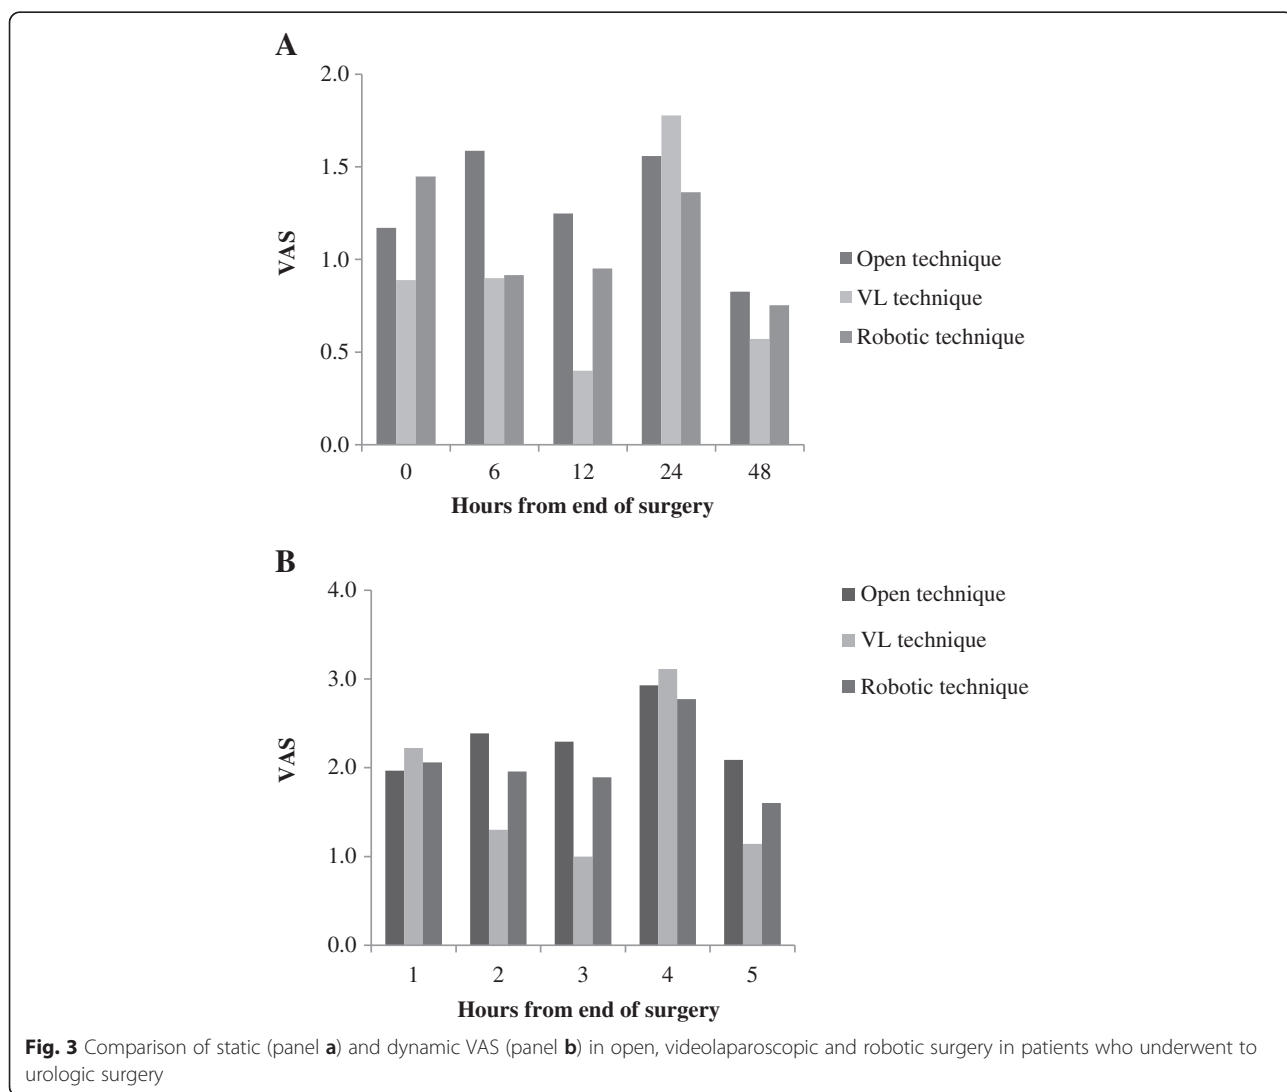 A
2.0
1.5
1.0
0.5
0.0
VAS
0 6 12 24 48
Hours from end of surgery
Open technique
VL technique
Robotic technique
B
4.0
3.0
2.0
1.0
0.0
VAS
1 2 3 4 5
Hours from end of surgery
Open technique
VL technique
Robotic technique
Fig. 3 Comparison of static (panel a) and dynamic VAS (panel b) in open, videolaparoscopic and robotic surgery in patients who underwent to
urologic surgery